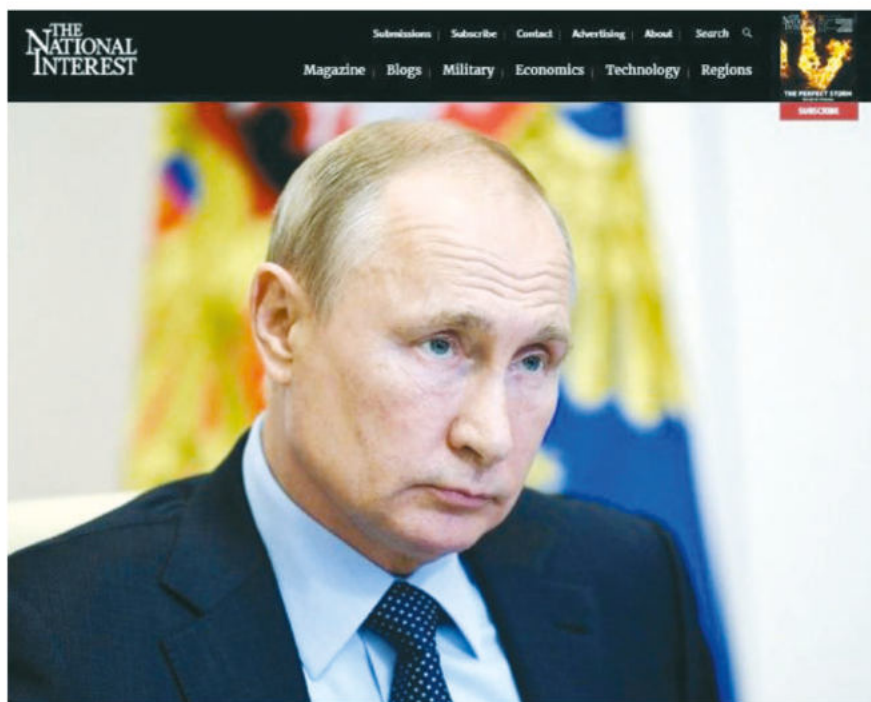 THE
NATIONAL
INTEREST
Submissions Subscribe Contact Advertising About Search
Magazine Blogs Military Economics Technology Regions
THE PERFECT STORM
SUBSCRIBE